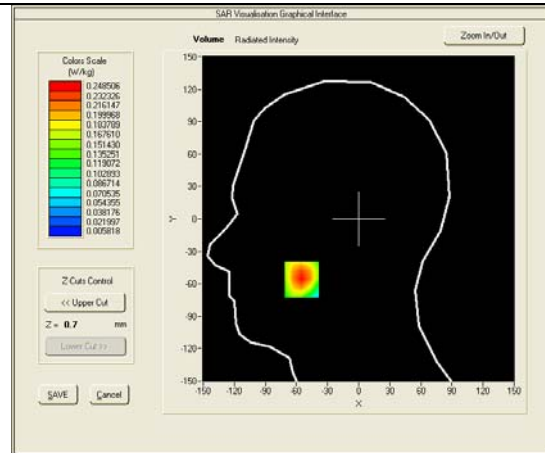 SAR Visualisation Graphical Interface
Volume Radiated Intensity
Zoom In/Out
Colors Scale
(W/kg)
0.248506
0.232326
0.216147
0.199968
0.183789
0.167610
0.151430
0.135251
0.119072
0.102893
0.086714
0.070535
0.054355
0.038176
0.021997
0.005818
Z Cuts Control
<< Upper Cut
Z = 0.7 mm
Lower Cut >>
SAVE Cancel
150
120
90
60
30
0
-30
-60
-90
-120
-150
Y
-150 -120 -90 -60 -30 0 30 60 90 120 150
X